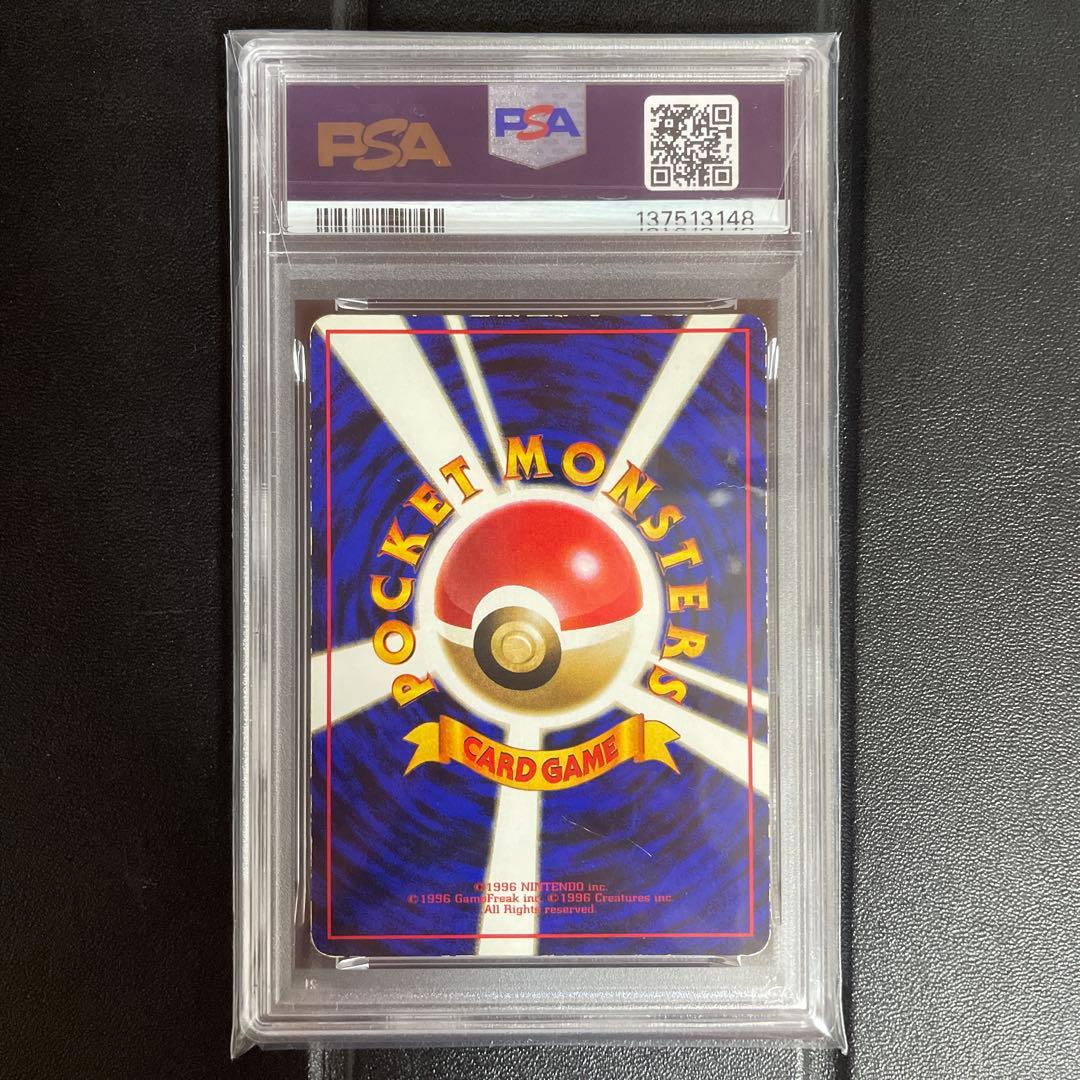 PSA
PSA
137513148
POCKET MONSTERS
CARD GAME
©1996 NINTENDO inc.
©1996 GameFreak inc. ©1996 Creatures inc.
All Rights reserved.